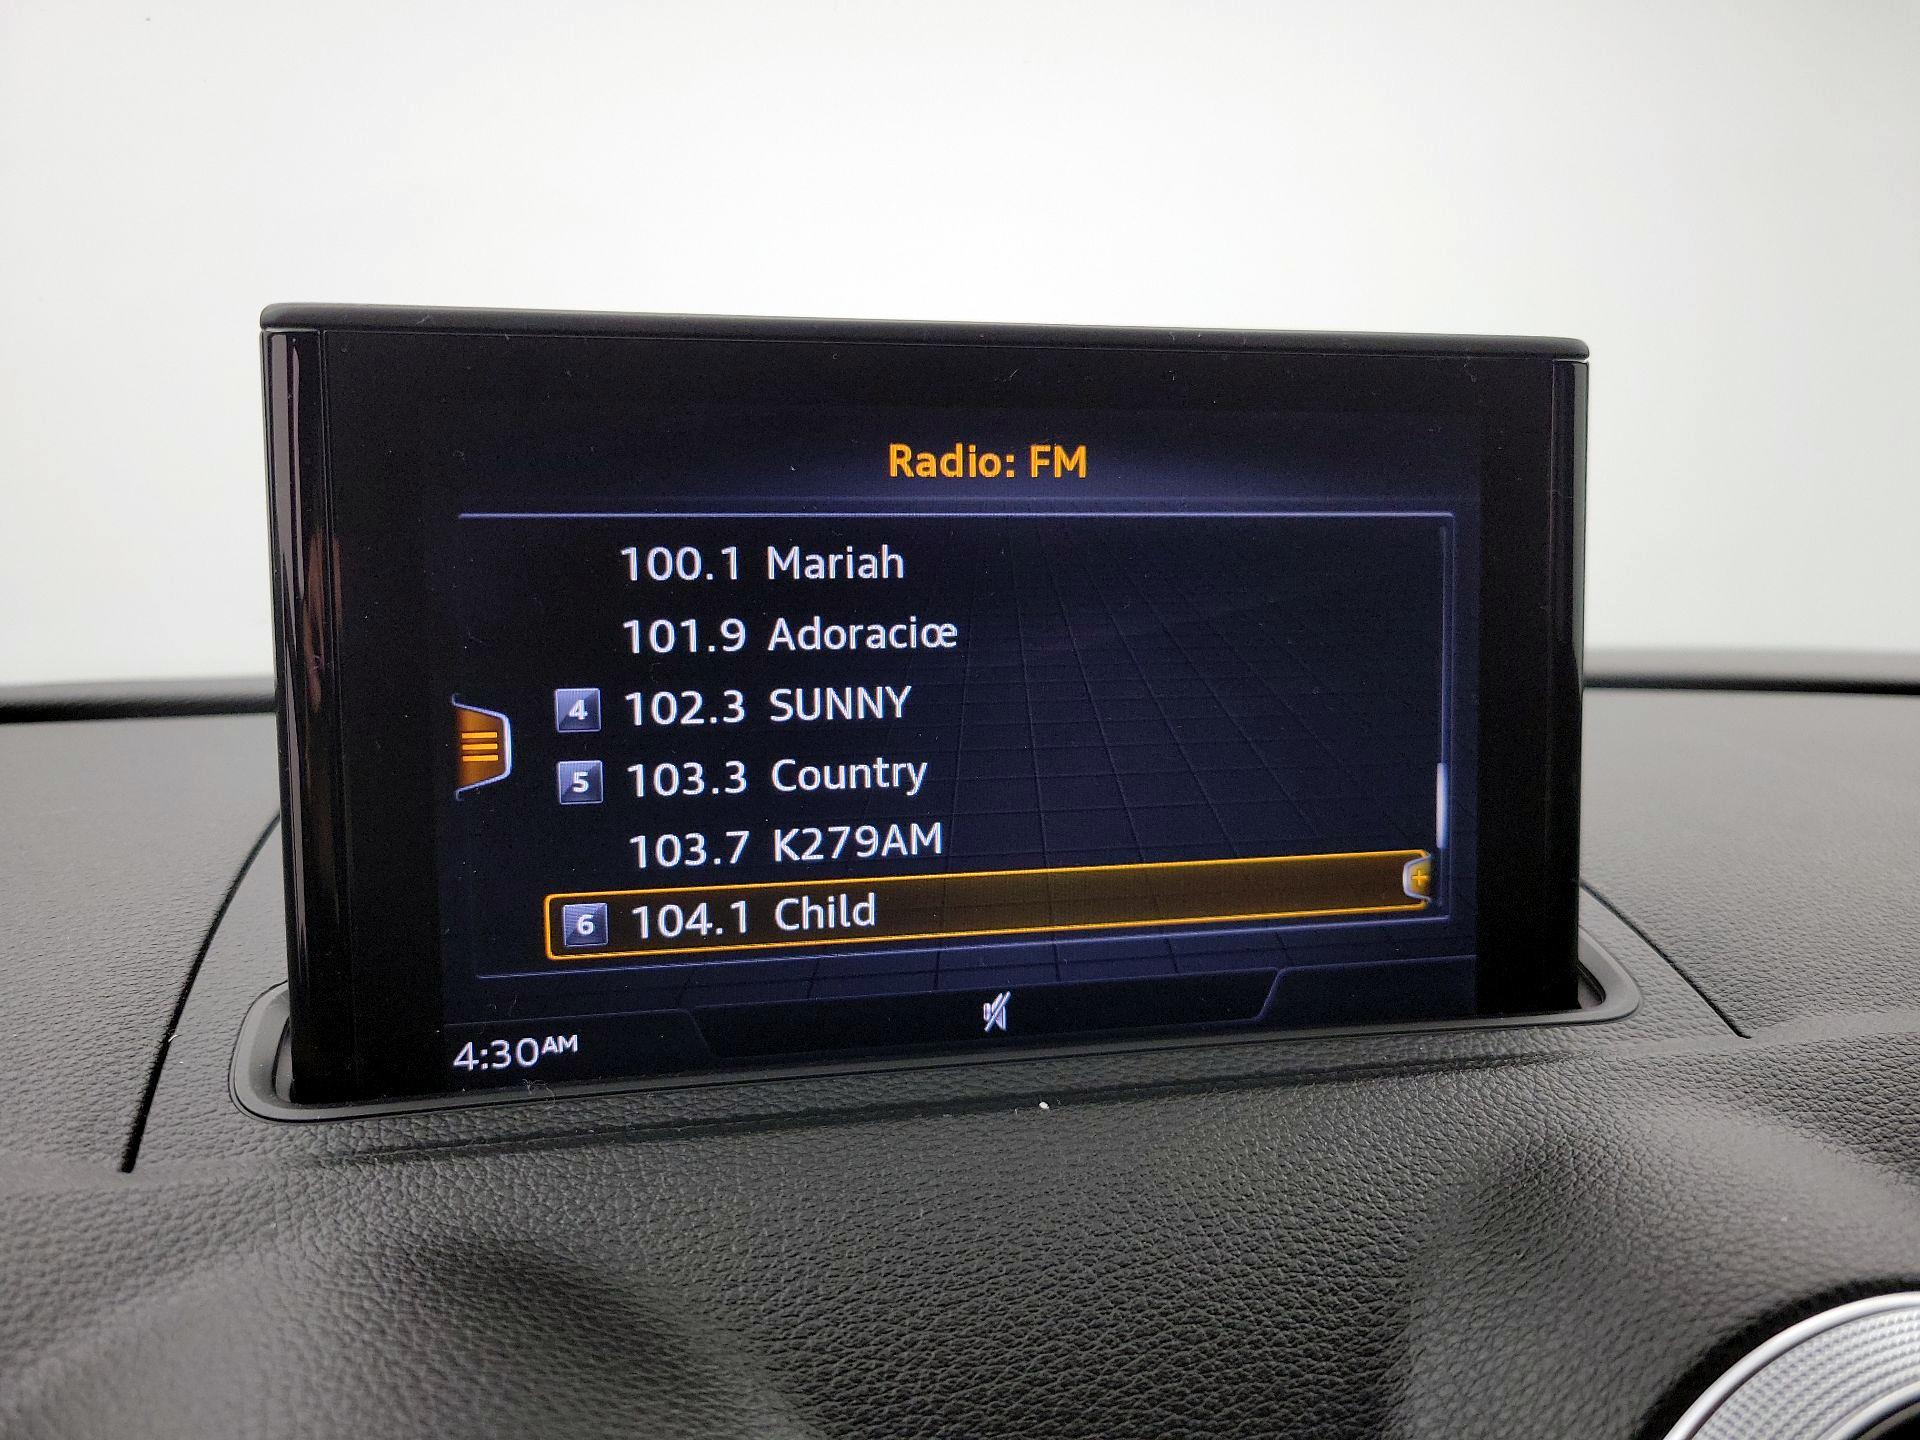 Radio: FM
100.1 Mariah
101.9 Adoraciœ
4 102.3 SUNNY
5 103.3 Country
103.7 K279AM
6 104.1 Child
4:30AM